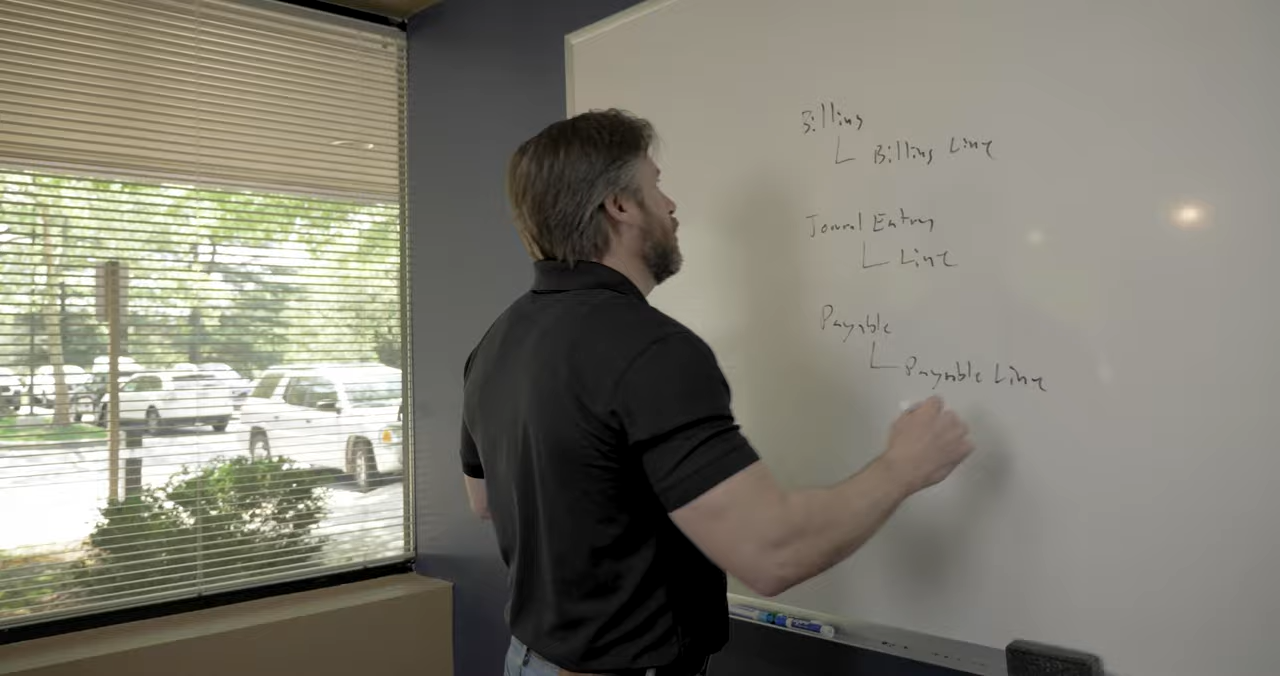 Billing
Billing Line
Journal Entry
Line
Payable
Payable Line